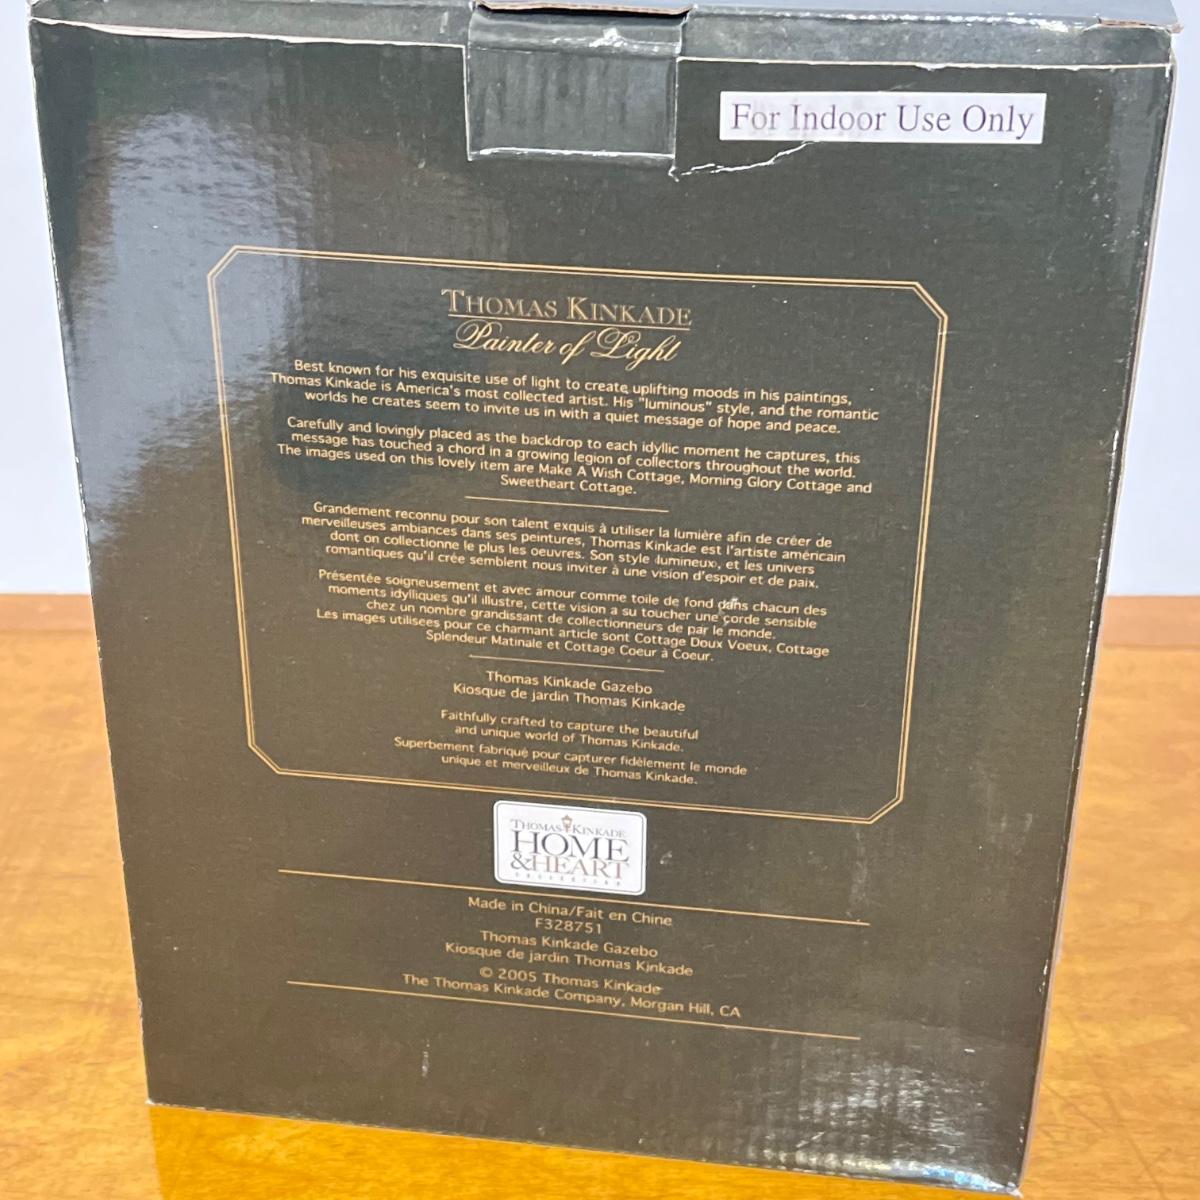 For Indoor Use Only
THOMAS KINKADE
Painter of Light
Best known for his exquisite use of light to create uplifting moods in his paintings,
Thomas Kinkade is America's most collected artist. His "luminous" style, and the romantic
worlds he creates seem to invite us in with a quiet message of hope and peace.
Carefully and lovingly placed as the backdrop to each idyllic moment he captures, this
message has touched a chord in a growing legion of collectors throughout the world.
The images used on this lovely item are Make A Wish Cottage, Morning Glory Cottage and
Sweetheart Cottage.
Grandement reconnu pour son talent exquis à utiliser la lumière afin de créer de
merveilleuses ambiances dans ses peintures, Thomas Kinkade est l'artiste américain
dont on collectionne le plus les oeuvres. Son style ‹lumineux›, et les univers
romantiques qu'il crée semblent nous inviter à une vision d'espoir et de paix.
Présentée soigneusement et avec amour comme toile de fond dans chacun des
moments idylliques qu'il illustre, cette vision a su toucher une corde sensible
chez un nombre grandissant de collectionneurs de par le monde.
Les images utilisées pour ce charmant article sont Cottage Doux Voeux, Cottage
Splendeur Matinale et Cottage Coeur à Coeur.
Thomas Kinkade Gazebo
Kiosque de jardin Thomas Kinkade
Faithfully crafted to capture the beautiful
and unique world of Thomas Kinkade.
Superbement fabriqué pour capturer fidèlement le monde
unique et merveilleux de Thomas Kinkade.
THOMAS KINKADE
HOME
&HEART
COLLECTION
Made in China/Fait en Chine
F328751
Thomas Kinkade Gazebo
Kiosque de jardin Thomas Kinkade
© 2005 Thomas Kinkade
The Thomas Kinkade Company, Morgan Hill, CA